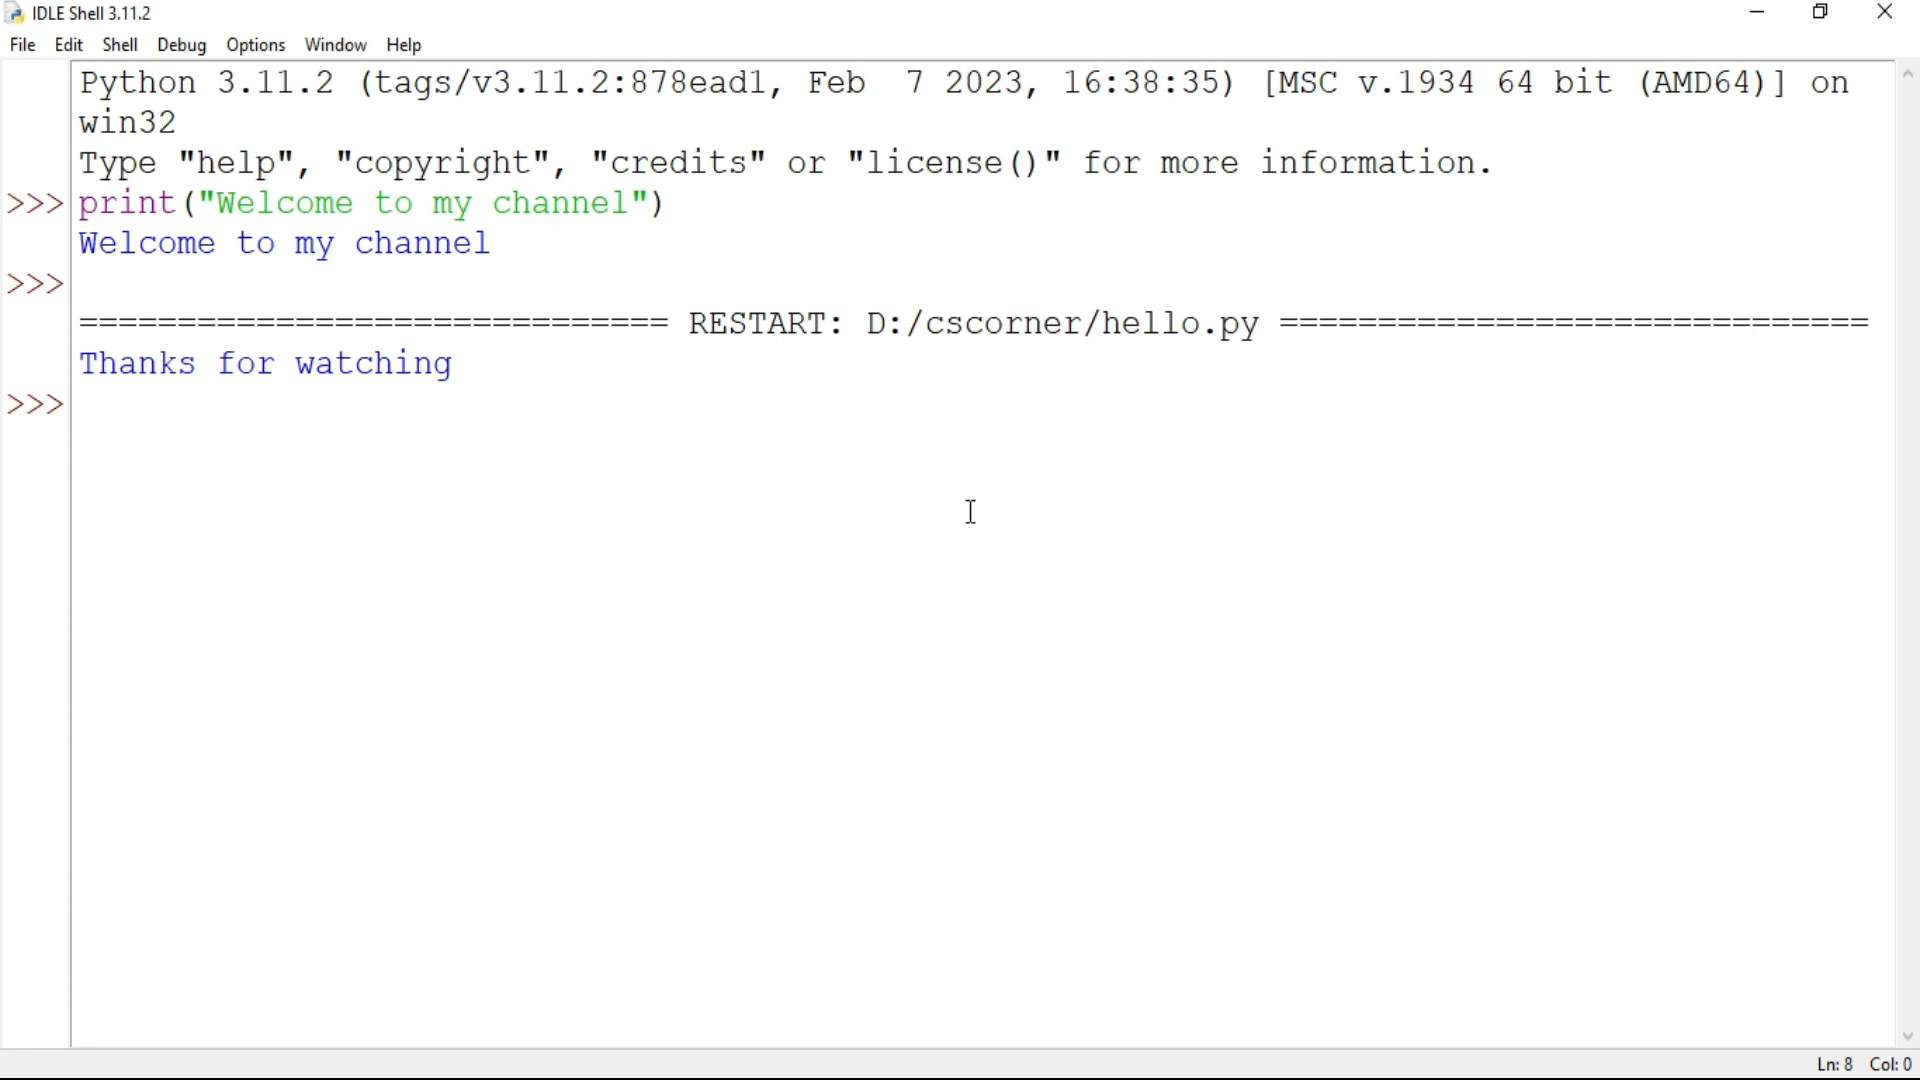 IDLE Shell 3.11.2
File Edit Shell Debug Options Window Help
Python 3.11.2 (tags/v3.11.2:878ead1, Feb  7 2023, 16:38:35) [MSC v.1934 64 bit (AMD64)] on
win32
Type "help", "copyright", "credits" or "license()" for more information.
>>> print("Welcome to my channel")
Welcome to my channel
>>>
============================== RESTART: D:/cscorner/hello.py ==============================
Thanks for watching
>>>
Ln: 8 Col: 0